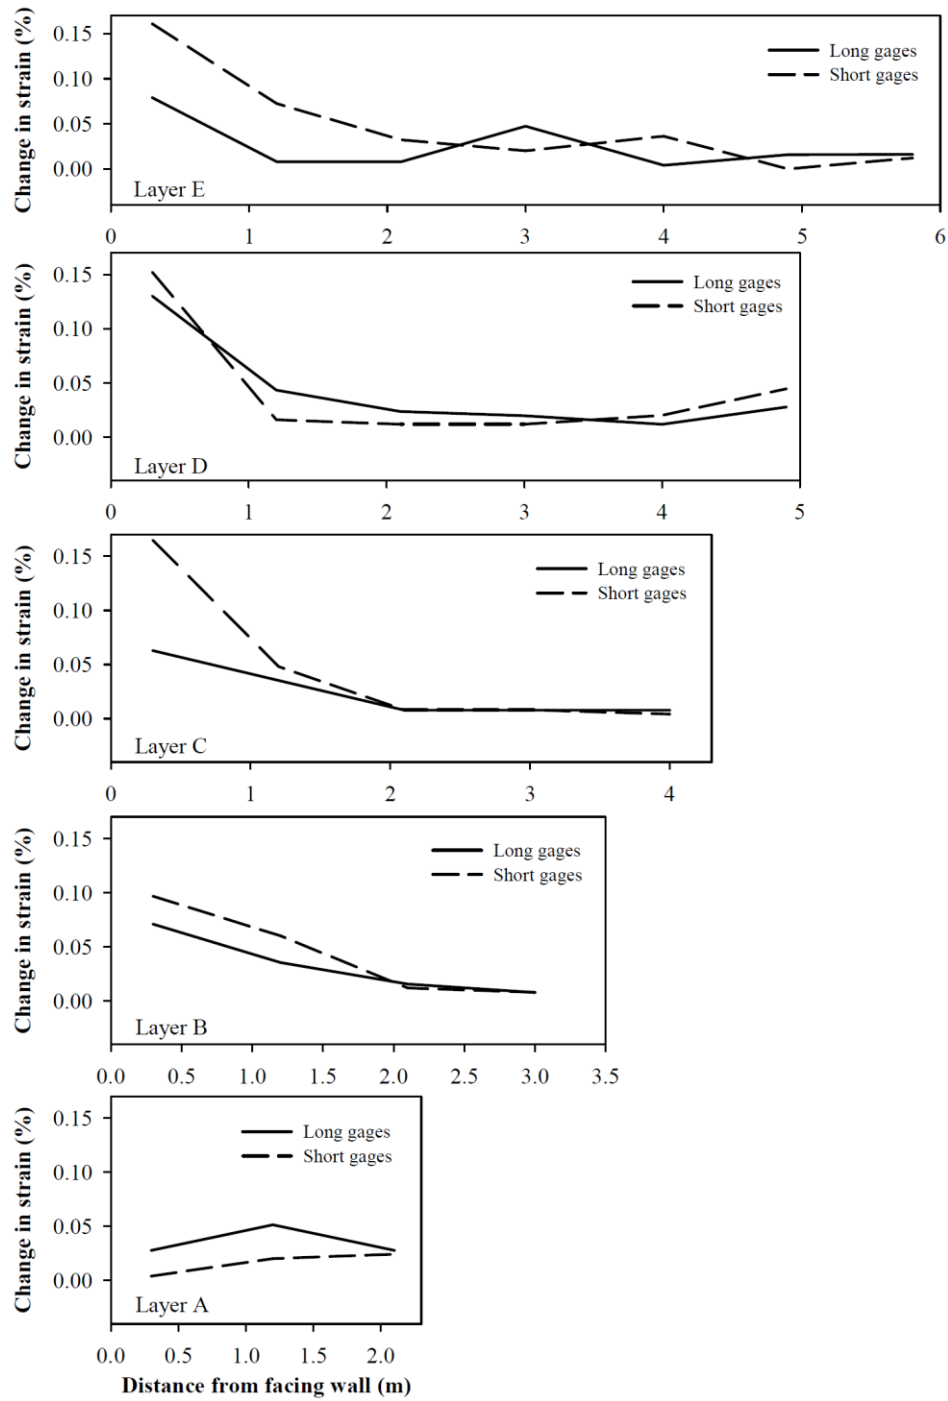 Change in strain (%)
0.15
0.10
0.05
0.00
Long gages
Short gages
Layer E
0 1 2 3 4 5 6
Change in strain (%)
0.15
0.10
0.05
0.00
Long gages
Short gages
Layer D
0 1 2 3 4 5
Change in strain (%)
0.15
0.10
0.05
0.00
Long gages
Short gages
Layer C
0 1 2 3 4
Change in strain (%)
0.15
0.10
0.05
0.00
Long gages
Short gages
Layer B
0.0 0.5 1.0 1.5 2.0 2.5 3.0 3.5
Change in strain (%)
0.15
0.10
0.05
0.00
Long gages
Short gages
Layer A
0.0 0.5 1.0 1.5 2.0
Distance from facing wall (m)